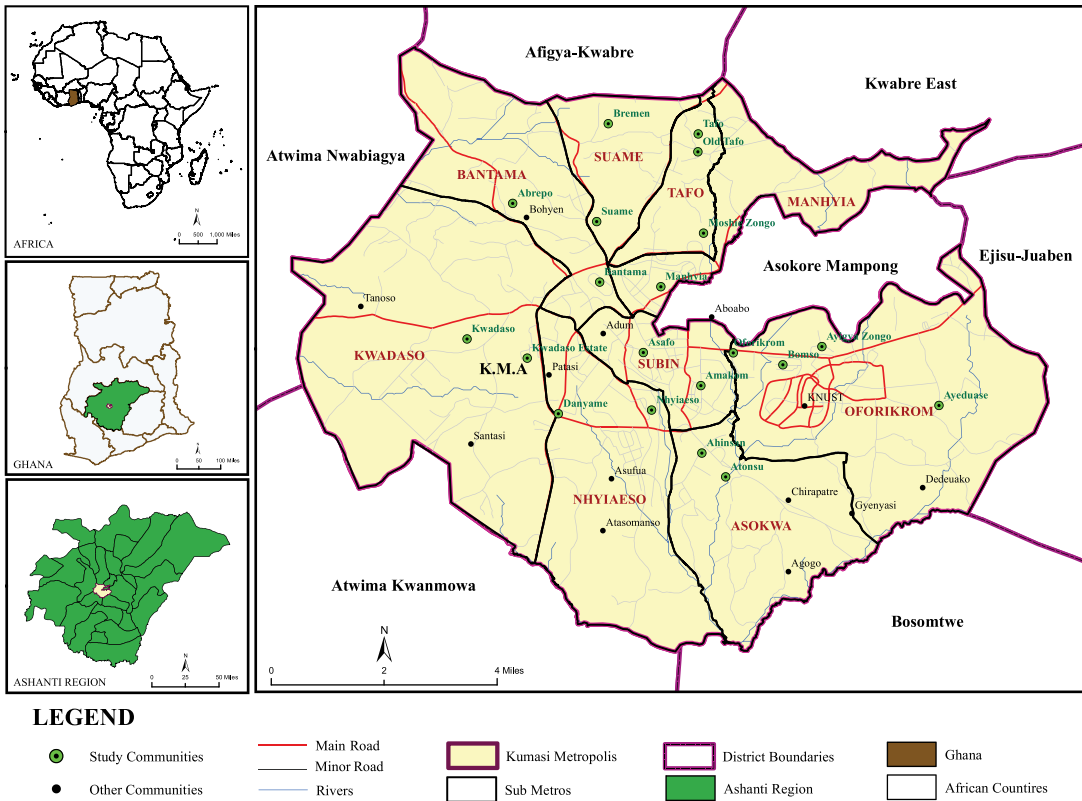 N
0 500 1,000 Miles
AFRICA
N
0 50 100 Miles
GHANA
N
0 25 50 Miles
ASHANTI REGION
Afigya-Kwabre
Kwabre East
Atwima Nwabiagya
Bremen
Tafo
Old Tafo
SUAME
BANTAMA
TAFO
MANHYIA
Abrepo
Bohyen
Suame
Moshie Zongo
Ejisu-Juaben
Asokore Mampong
Bantama
Manhyia
Tanoso
Aboabo
Adum
Kwadaso
Kwadaso Estate
Asafo
Oforikrom
Ayigya Zongo
KWADASO
K.M.A
SUBIN
Bomso
Patasi
Amakom
KNUST
OFORIKROM
Ayeduase
Danyame
Nhyiaeso
Santasi
Ahinsan
Atonsu
Asufua
Dedeuako
NHYIAESO
Chirapatre
Gyenyasi
ASOKWA
Atasomanso
Agogo
Atwima Kwanmowa
Bosomtwe
N
0 2 4 Miles
LEGEND
Study Communities
Other Communities
Main Road
Minor Road
Rivers
Kumasi Metropolis
Sub Metros
District Boundaries
Ashanti Region
Ghana
African Countires